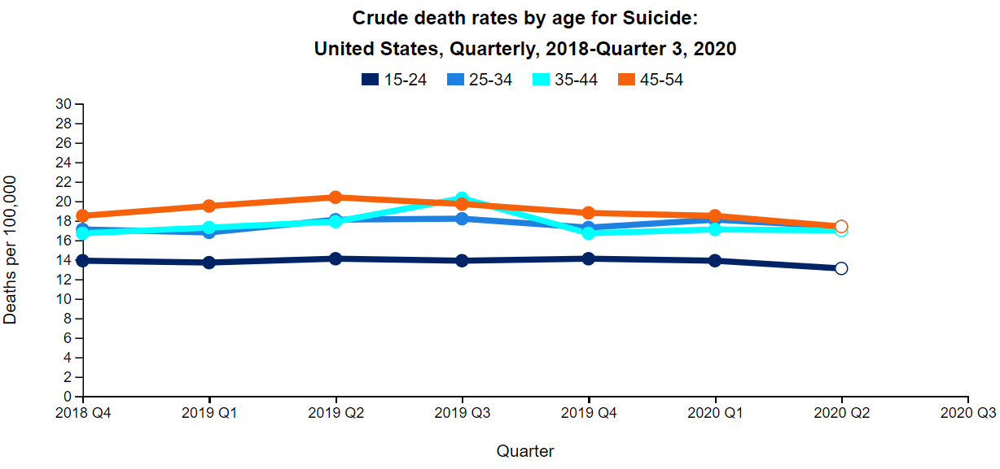 Crude death rates by age for Suicide:
United States, Quarterly, 2018-Quarter 3, 2020
15-24 25-34 35-44 45-54
30
28
26
24
22
20
18
16
14
12
10
8
6
4
2
0
Deaths per 100,000
2018 Q4 2019 Q1 2019 Q2 2019 Q3 2019 Q4 2020 Q1 2020 Q2 2020 Q3
Quarter